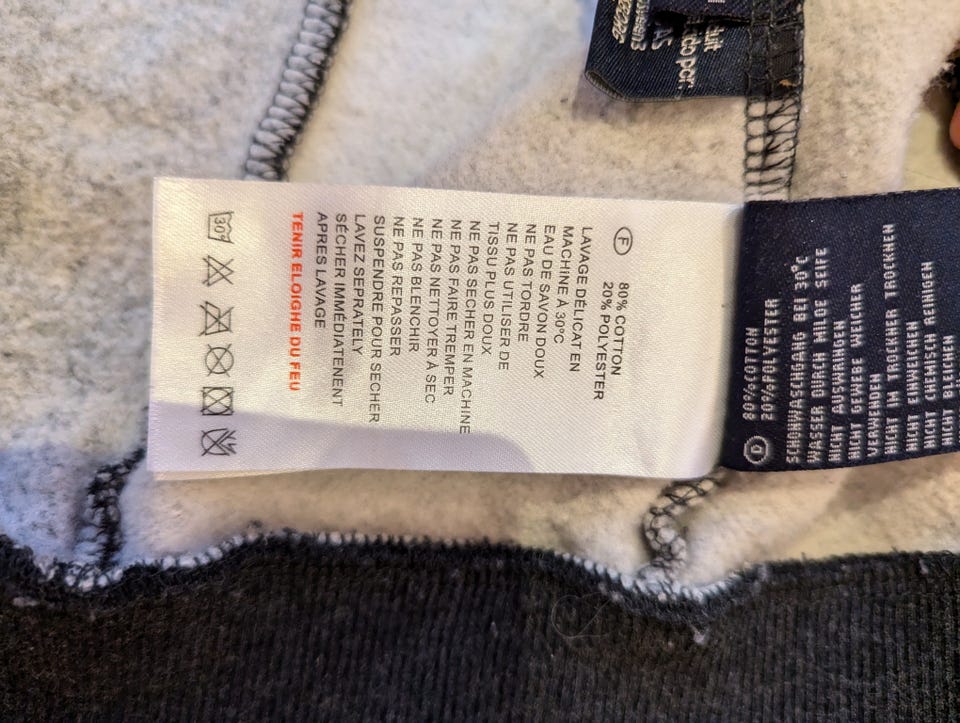 F
80% COTTON
20% POLYESTER
LAVAGE DÉLICAT EN
MACHINE À 30°C
EAU DE SAVON DOUX
NE PAS TORDRE
NE PAS UTILISER DE
TISSU PLUS DOUX
NE PAS SECHER EN MACHINE
NE PAS FAIRE TREMPER
NE PAS NETTOYER À SEC
NE PAS BLENCHIR
NE PAS REPASSER
SUSPENDRE POUR SECHER
LAVEZ SEPRATELY
SÉCHER IMMÉDIATENENT
APRES LAVAGE
TENIR ELOIGHE DU FEU
30°
D
80%COTTON
20%POLYESTER
SCHONWASCHGANG BEI 30°C
WASSER DURCH MILDE SEIFE
NICHT AUSWRINGEN
NICHT GEWEBE WEICHER
VERWENDEN
NICHT IM TROCKNER TROCKNEN
NICHT EINWEICHEN
NICHT CHEMISCH REINIGEN
NICHT BLEICHEN